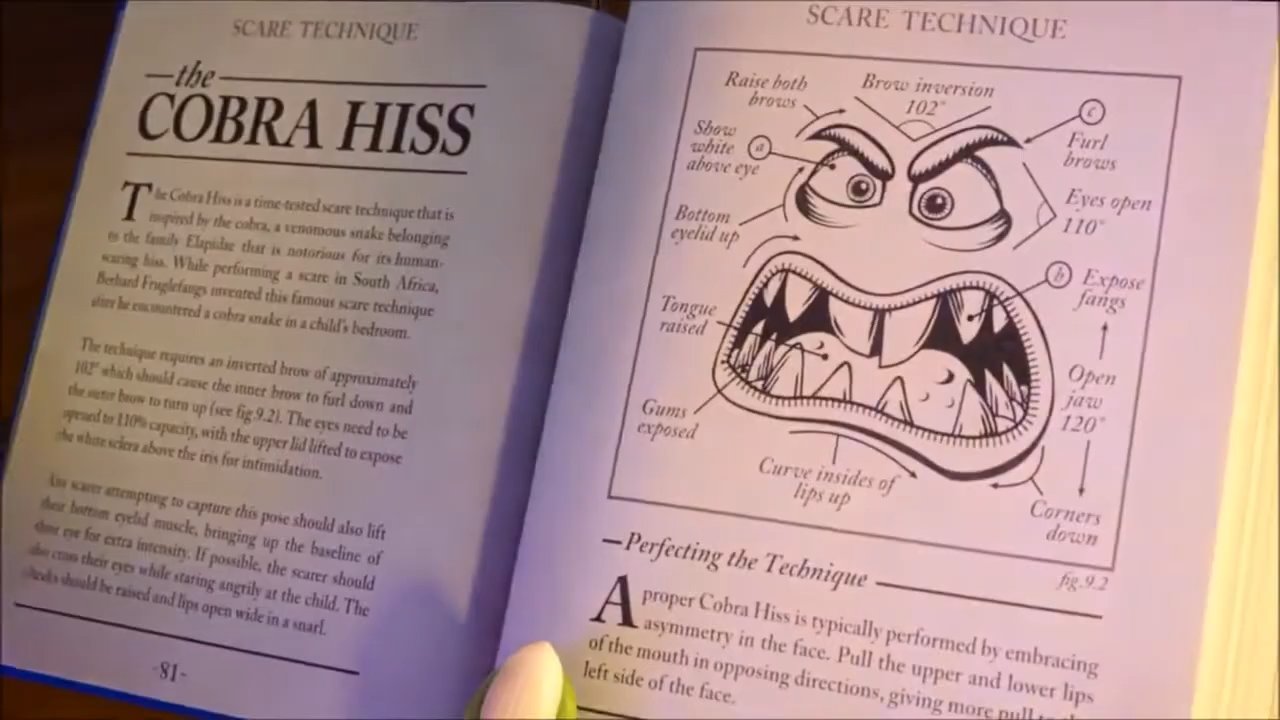 SCARE TECHNIQUE
the
COBRA HISS
The Cobra Hiss is a time-tested scare technique that is
inspired by the cobra, a venomous snake belonging
to the family Elapidae that is notorious for its human-
scaring hiss. While performing a scare in South Africa,
Berhard Fraglefangs invented this famous scare technique
after he encountered a cobra snake in a child's bedroom.
The technique requires an inverted brow of approximately
102° which should cause the inner brow to furl down and
the outer brow to turn up (see fig.9.2). The eyes need to be
opened to 110% capacity, with the upper lid lifted to expose
the white sclera above the iris for intimidation.
Any scarer attempting to capture this pose should also lift
their bottom eyelid muscle, bringing up the baseline of
their eye for extra intensity. If possible, the scarer should
also cross their eyes while staring angrily at the child. The
cheeks should be raised and lips open wide in a snarl.
-81-
SCARE TECHNIQUE
Raise both
brows
Brow inversion
102°
c
Furl
brows
Show
white
above eye
a
Eyes open
110°
Bottom
eyelid up
b
Expose
fangs
Tongue
raised
Open
jaw
120°
Gums
exposed
Curve insides of
lips up
Corners
down
fig.9.2
Perfecting the Technique
A proper Cobra Hiss is typically performed by embracing
asymmetry in the face. Pull the upper and lower lips
of the mouth in opposing directions, giving more pull to
left side of the face.